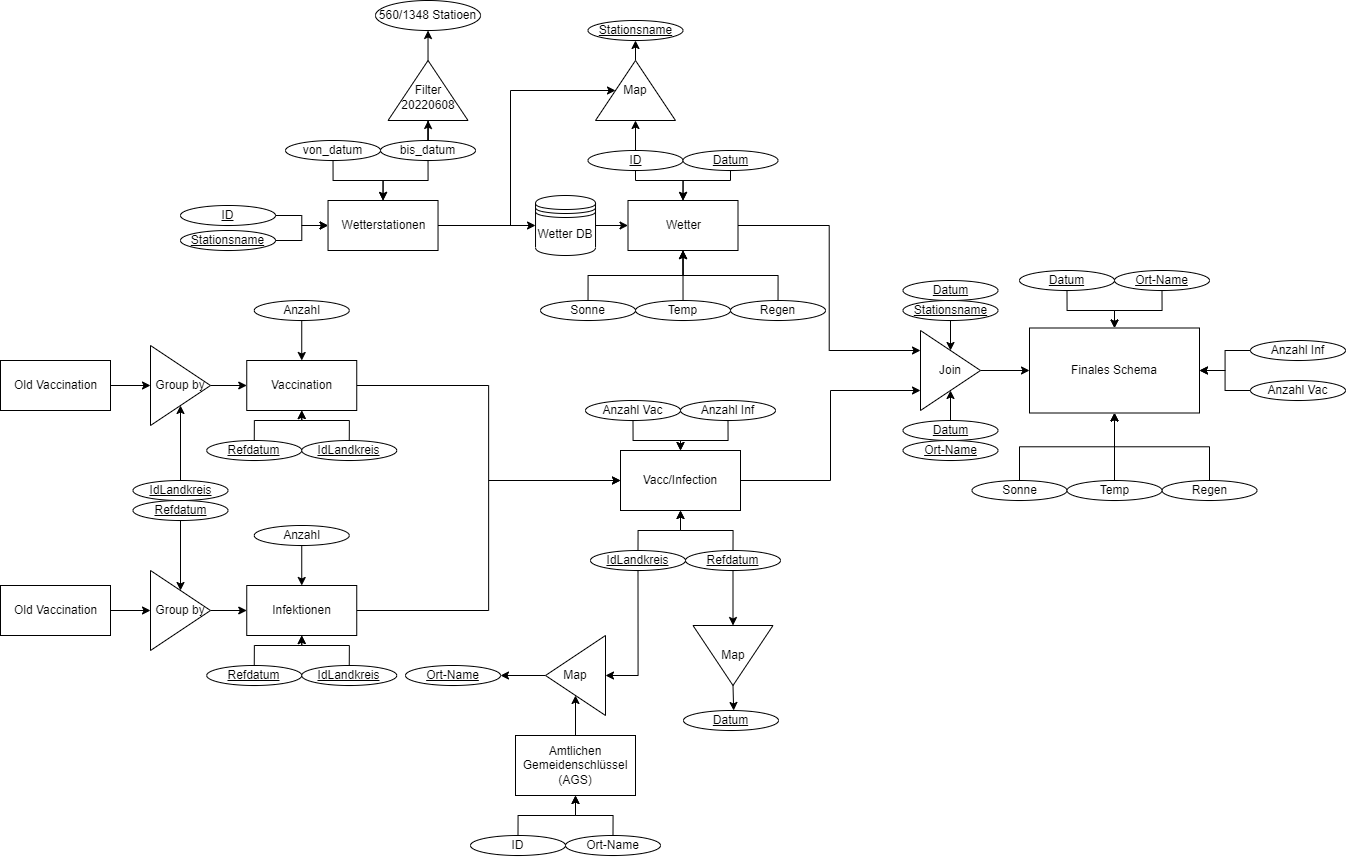 560/1348 Statioen
Stationsname
Filter
20220608
Map
von_datum
bis_datum
ID
Datum
ID
Stationsname
Wetterstationen
Wetter DB
Wetter
Sonne
Temp
Regen
Datum
Stationsname
Datum
Ort-Name
Anzahl
Old Vaccination
Group by
Vaccination
Join
Finales Schema
Anzahl Inf
Anzahl Vac
Refdatum
IdLandkreis
Anzahl Vac
Anzahl Inf
Datum
Ort-Name
IdLandkreis
Refdatum
Vacc/Infection
Sonne
Temp
Regen
Anzahl
IdLandkreis
Refdatum
Old Vaccination
Group by
Infektionen
Refdatum
IdLandkreis
Ort-Name
Map
Map
Datum
Amtlichen
Gemeidenschlüssel
(AGS)
ID
Ort-Name